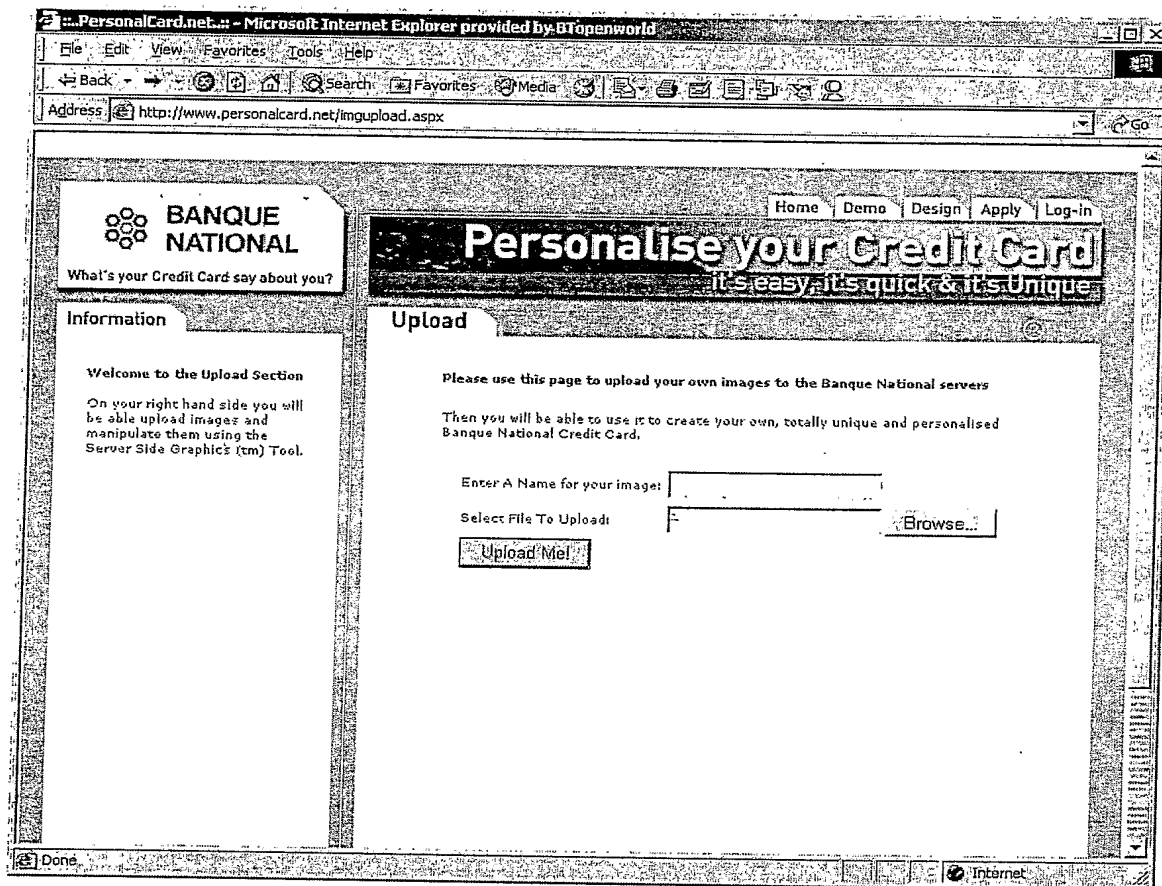 ::..PersonalCard.net..:: - Microsoft Internet Explorer provided by BTopenworld
File Edit View Favorites Tools Help
Back Search Favorites Media
Address http://www.personalcard.net/imgupload.aspx Go
Home Demo Design Apply Log-in
BANQUE
NATIONAL
What's your Credit Card say about you?
Personalise your Credit Card
it's easy, it's quick & it's Unique
Information
Welcome to the Upload Section
On your right hand side you will
be able upload images and
manipulate them using the
Server Side Graphics (tm) Tool.
Upload
Please use this page to upload your own images to the Banque National servers
Then you will be able to use it to create your own, totally unique and personalised
Banque National Credit Card.
Enter A Name for your image:
Select File To Upload:
Browse...
Upload Me!
Done
Internet